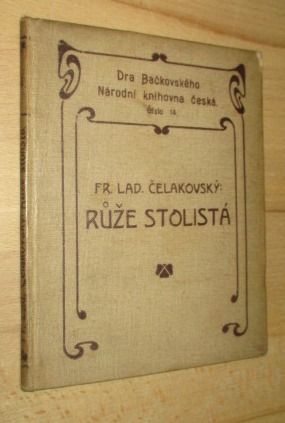 Dra Bačkovského
Národní knihovna česká.
Číslo 14.
FR. LAD. ČELAKOVSKÝ:
RŮŽE STOLISTÁ